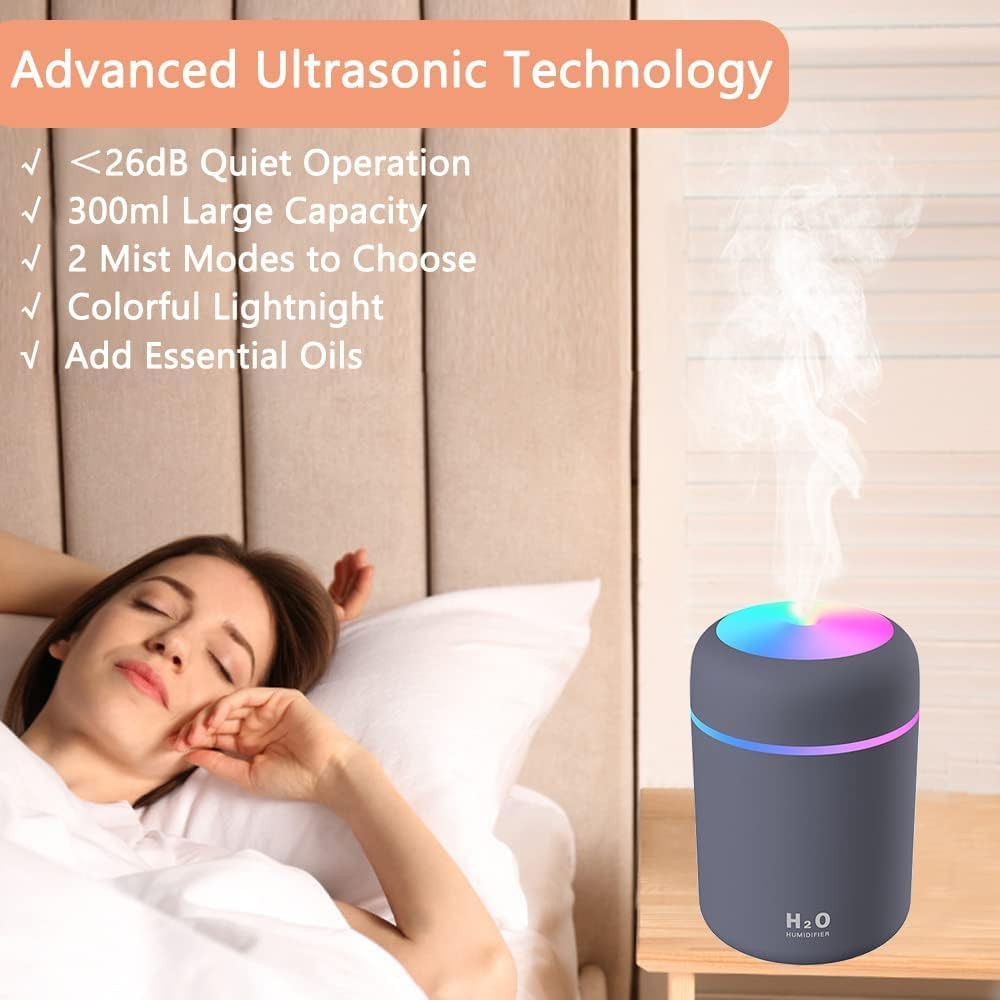 Advanced Ultrasonic Technology
√ <26dB Quiet Operation
√ 300ml Large Capacity
√ 2 Mist Modes to Choose
√ Colorful Lightnight
√ Add Essential Oils
H₂O
HUMIDIFIER